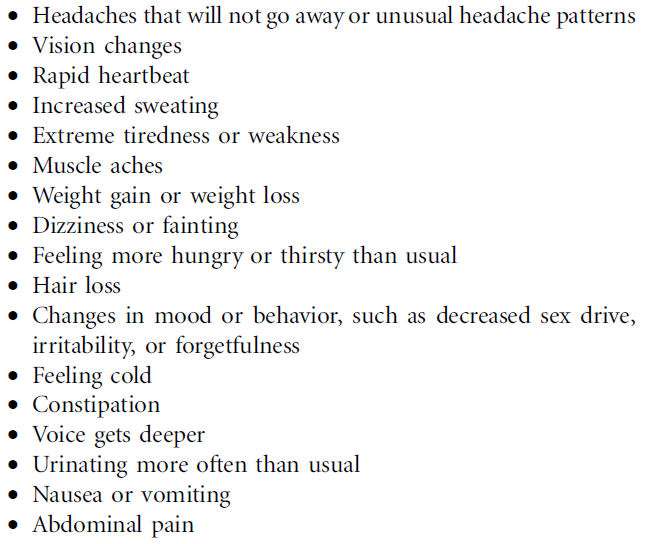 • Headaches that will not go away or unusual headache patterns
• Vision changes
• Rapid heartbeat
• Increased sweating
• Extreme tiredness or weakness
• Muscle aches
• Weight gain or weight loss
• Dizziness or fainting
• Feeling more hungry or thirsty than usual
• Hair loss
• Changes in mood or behavior, such as decreased sex drive,
irritability, or forgetfulness
• Feeling cold
• Constipation
• Voice gets deeper
• Urinating more often than usual
• Nausea or vomiting
• Abdominal pain